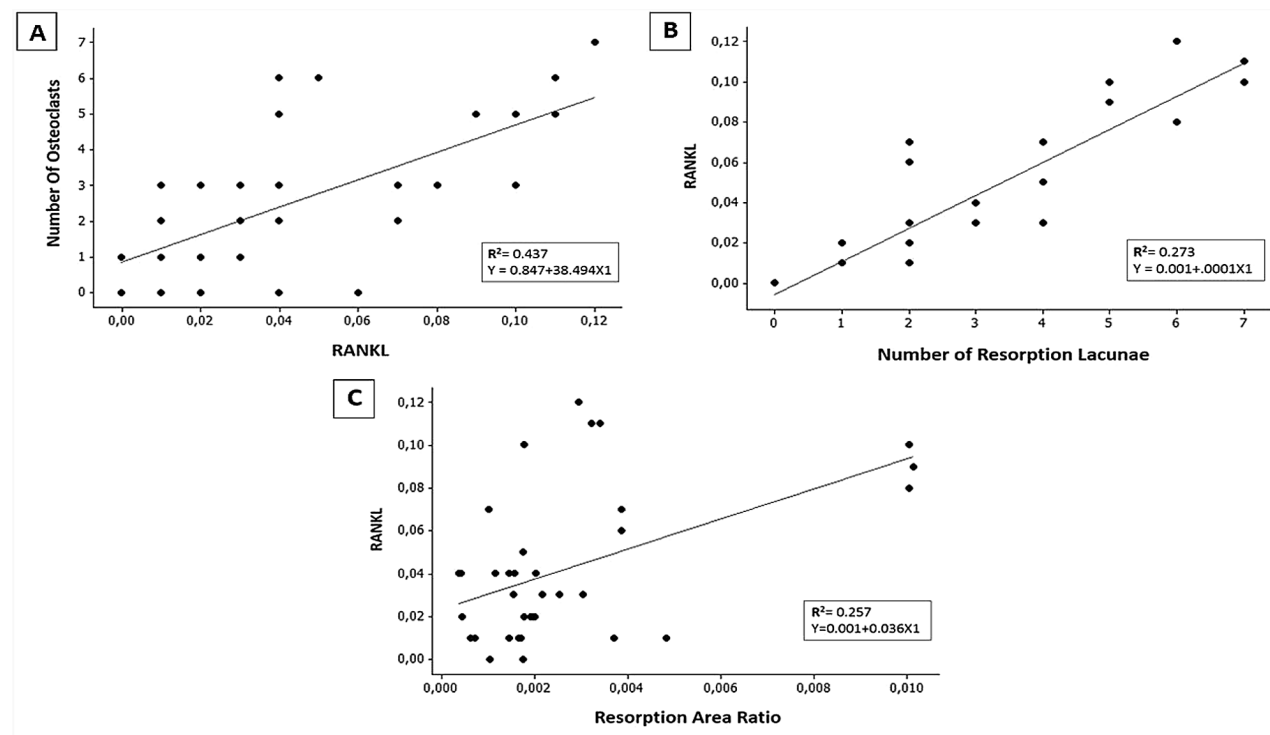 A
Number Of Osteoclasts
7
6
5
4
3
2
1
0
R²= 0.437
Y = 0.847+38.494X1
0,00 0,02 0,04 0,06 0,08 0,10 0,12
RANKL
B
RANKL
0,12
0,10
0,08
0,06
0,04
0,02
0,00
R²= 0.273
Y = 0.001+.0001X1
0 1 2 3 4 5 6 7
Number of Resorption Lacunae
C
RANKL
0,12
0,10
0,08
0,06
0,04
0,02
0,00
R²= 0.257
Y=0.001+0.036X1
0,000 0,002 0,004 0,006 0,008 0,010
Resorption Area Ratio